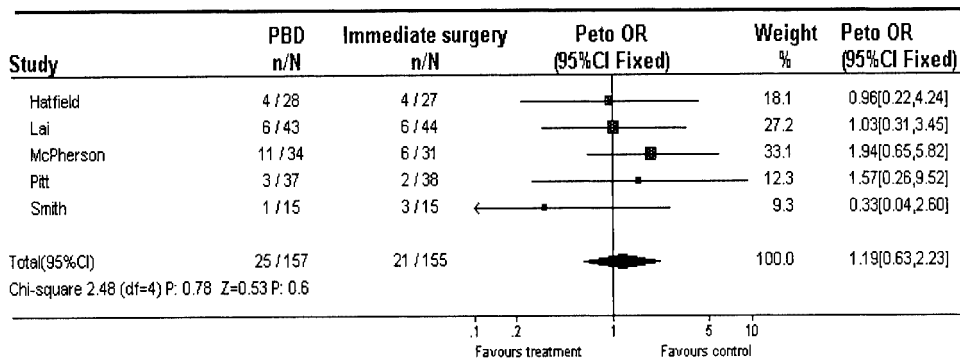 PBD Immediate surgery Peto OR Weight Peto OR
Study n/N n/N (95%CI Fixed) % (95%CI Fixed)
Hatfield 4 / 28 4 / 27 18.1 0.96[0.22,4.24]
Lai 6 / 43 6 / 44 27.2 1.03[0.31,3.45]
McPherson 11 / 34 6 / 31 33.1 1.94[0.65,5.82]
Pitt 3 / 37 2 / 38 12.3 1.57[0.26,9.52]
Smith 1 / 15 3 / 15 9.3 0.33[0.04,2.60]
Total(95%CI) 25 / 157 21 / 155 100.0 1.19[0.63,2.23]
Chi-square 2.48 (df=4) P: 0.78 Z=0.53 P: 0.6
.1 .2 1 5 10
Favours treatment Favours control